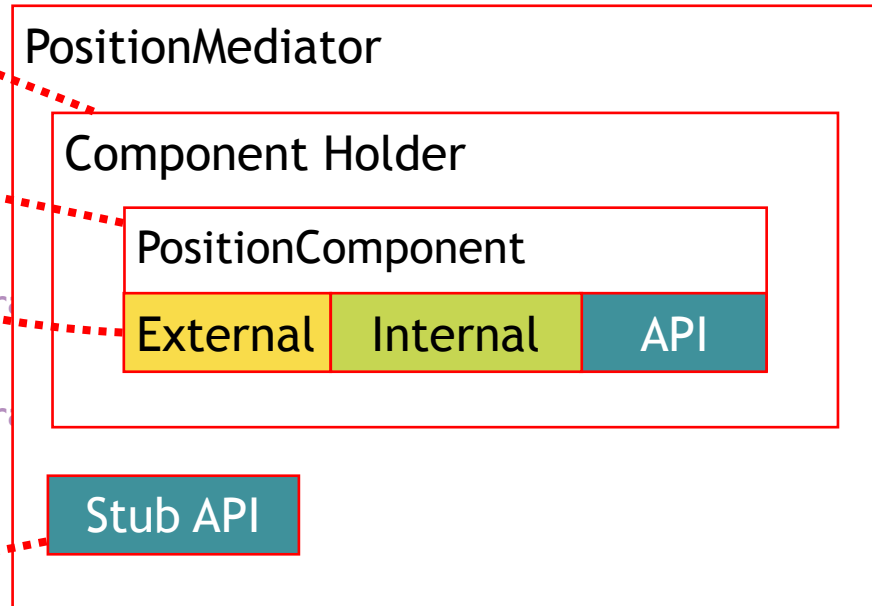 PositionMediator
Component Holder
PositionComponent
External Internal API
Stub API